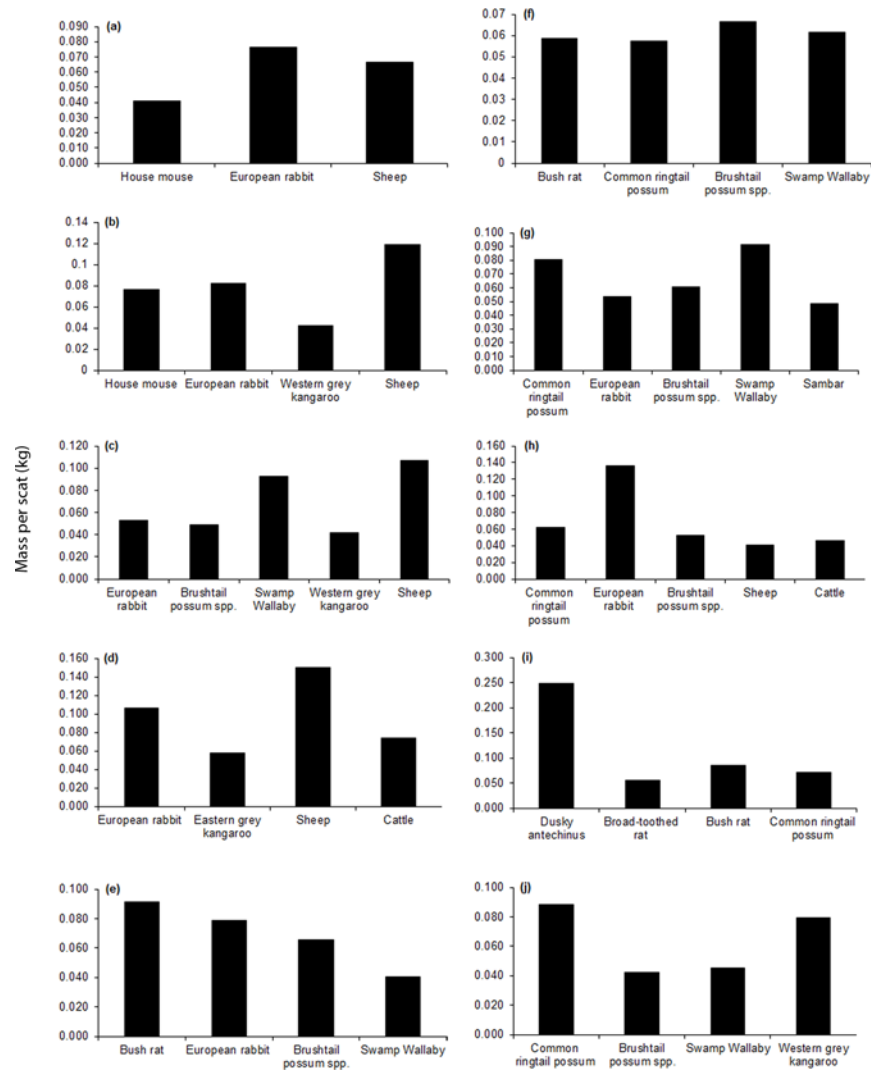 (a)
0.090
0.080
0.070
0.060
0.050
0.040
0.030
0.020
0.010
0.000
House mouse European rabbit Sheep
(b)
0.14
0.12
0.1
0.08
0.06
0.04
0.02
0
House mouse European rabbit Western grey Sheep
kangaroo
(c)
0.120
0.100
0.080
0.060
0.040
0.020
0.000
European Brushtail Swamp Western grey Sheep
rabbit possum spp. Wallaby kangaroo
(d)
0.160
0.140
0.120
0.100
0.080
0.060
0.040
0.020
0.000
European rabbit Eastern grey Sheep Cattle
kangaroo
(e)
0.100
0.080
0.060
0.040
0.020
0.000
Bush rat European rabbit Brushtail Swamp Wallaby
possum spp.
Mass per scat (kg)
(f)
0.07
0.06
0.05
0.04
0.03
0.02
0.01
0
Bush rat Common ringtail Brushtail Swamp Wallaby
possum possum spp.
(g)
0.100
0.090
0.080
0.070
0.060
0.050
0.040
0.030
0.020
0.010
0.000
Common European Brushtail Swamp Sambar
ringtail rabbit possum spp. Wallaby
possum
(h)
0.160
0.140
0.120
0.100
0.080
0.060
0.040
0.020
0.000
Common European Brushtail Sheep Cattle
ringtail rabbit possum spp.
possum
(i)
0.300
0.250
0.200
0.150
0.100
0.050
0.000
Dusky Broad-toothed Bush rat Common ringtail
antechinus rat possum
(j)
0.100
0.080
0.060
0.040
0.020
0.000
Common Brushtail Swamp Wallaby Western grey
ringtail possum possum spp. kangaroo